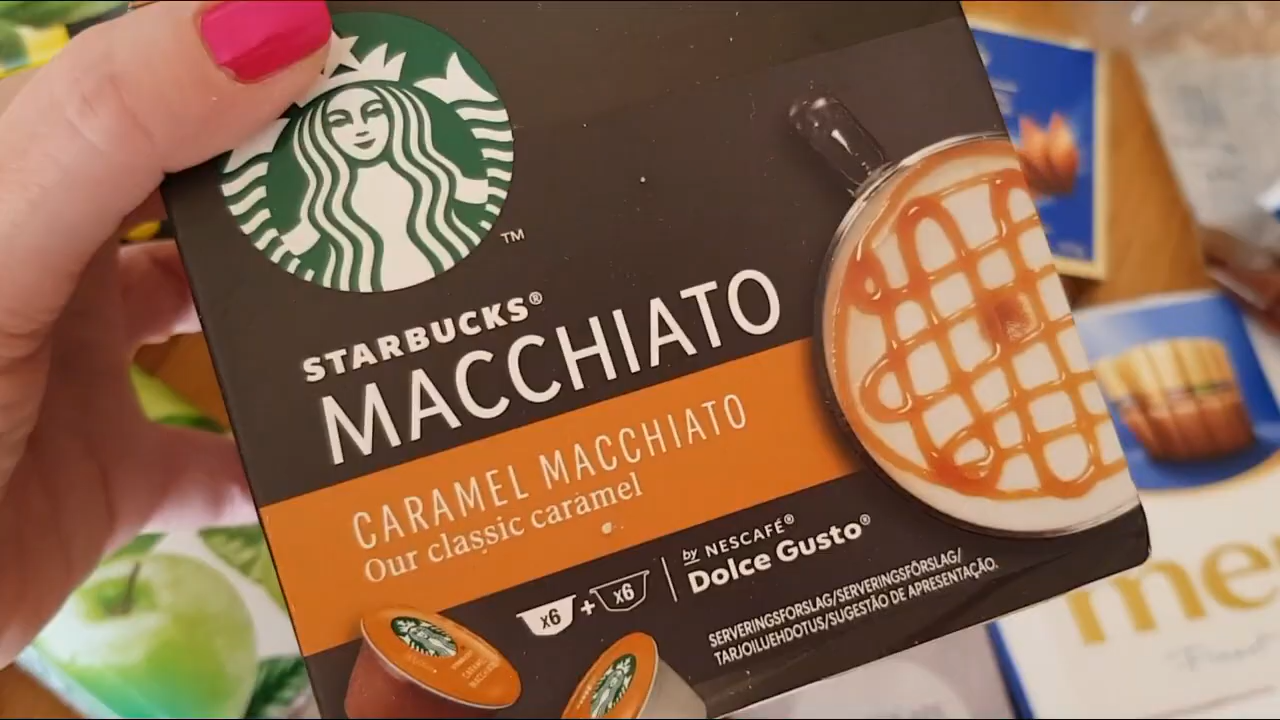 ™
STARBUCKS®
MACCHIATO
CARAMEL MACCHIATO
Our classic caramel
x6 + x6
by NESCAFÉ®
Dolce Gusto®
SERVERINGSFORSLAG/SERVERINGSFÖRSLAG/
TARJOILUEHDOTUS/SUGESTÃO DE APRESENTAÇÃO.